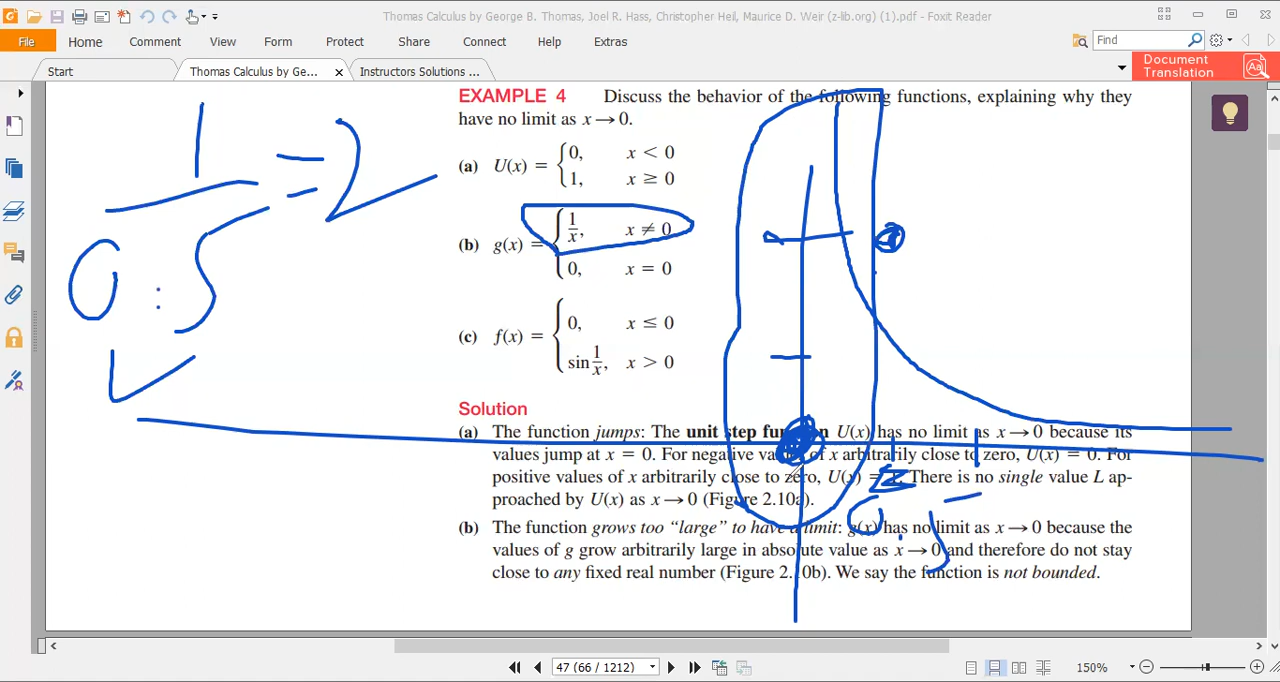 Thomas Calculus by George B. Thomas, Joel R. Hass, Christopher Heil, Maurice D. Weir (z-lib.org) (1).pdf - Foxit Reader
File Home Comment View Form Protect Share Connect Help Extras
Find
Document Translation
Start
Thomas Calculus by Ge...
Instructors Solutions ...
EXAMPLE 4 Discuss the behavior of the following functions, explaining why they
have no limit as x → 0.
(a) U(x) = { 0, x < 0
1, x ≥ 0
(b) g(x) = { 1/x, x ≠ 0
0, x = 0
(c) f(x) = { 0, x ≤ 0
sin 1/x, x > 0
1/0.5 = 2
Solution
(a) The function jumps: The unit step function U(x) has no limit as x → 0 because its
values jump at x = 0. For negative values of x arbitrarily close to zero, U(x) = 0. For
positive values of x arbitrarily close to zero, U(x) = There is no single value L ap-
proached by U(x) as x → 0 (Figure 2.10a).
0.5
(b) The function grows too “large” to have a limit: g(x) has no limit as x → 0 because the
values of g grow arbitrarily large in absolute value as x → 0 and therefore do not stay
close to any fixed real number (Figure 2.10b). We say the function is not bounded.
47 (66 / 1212)
150%